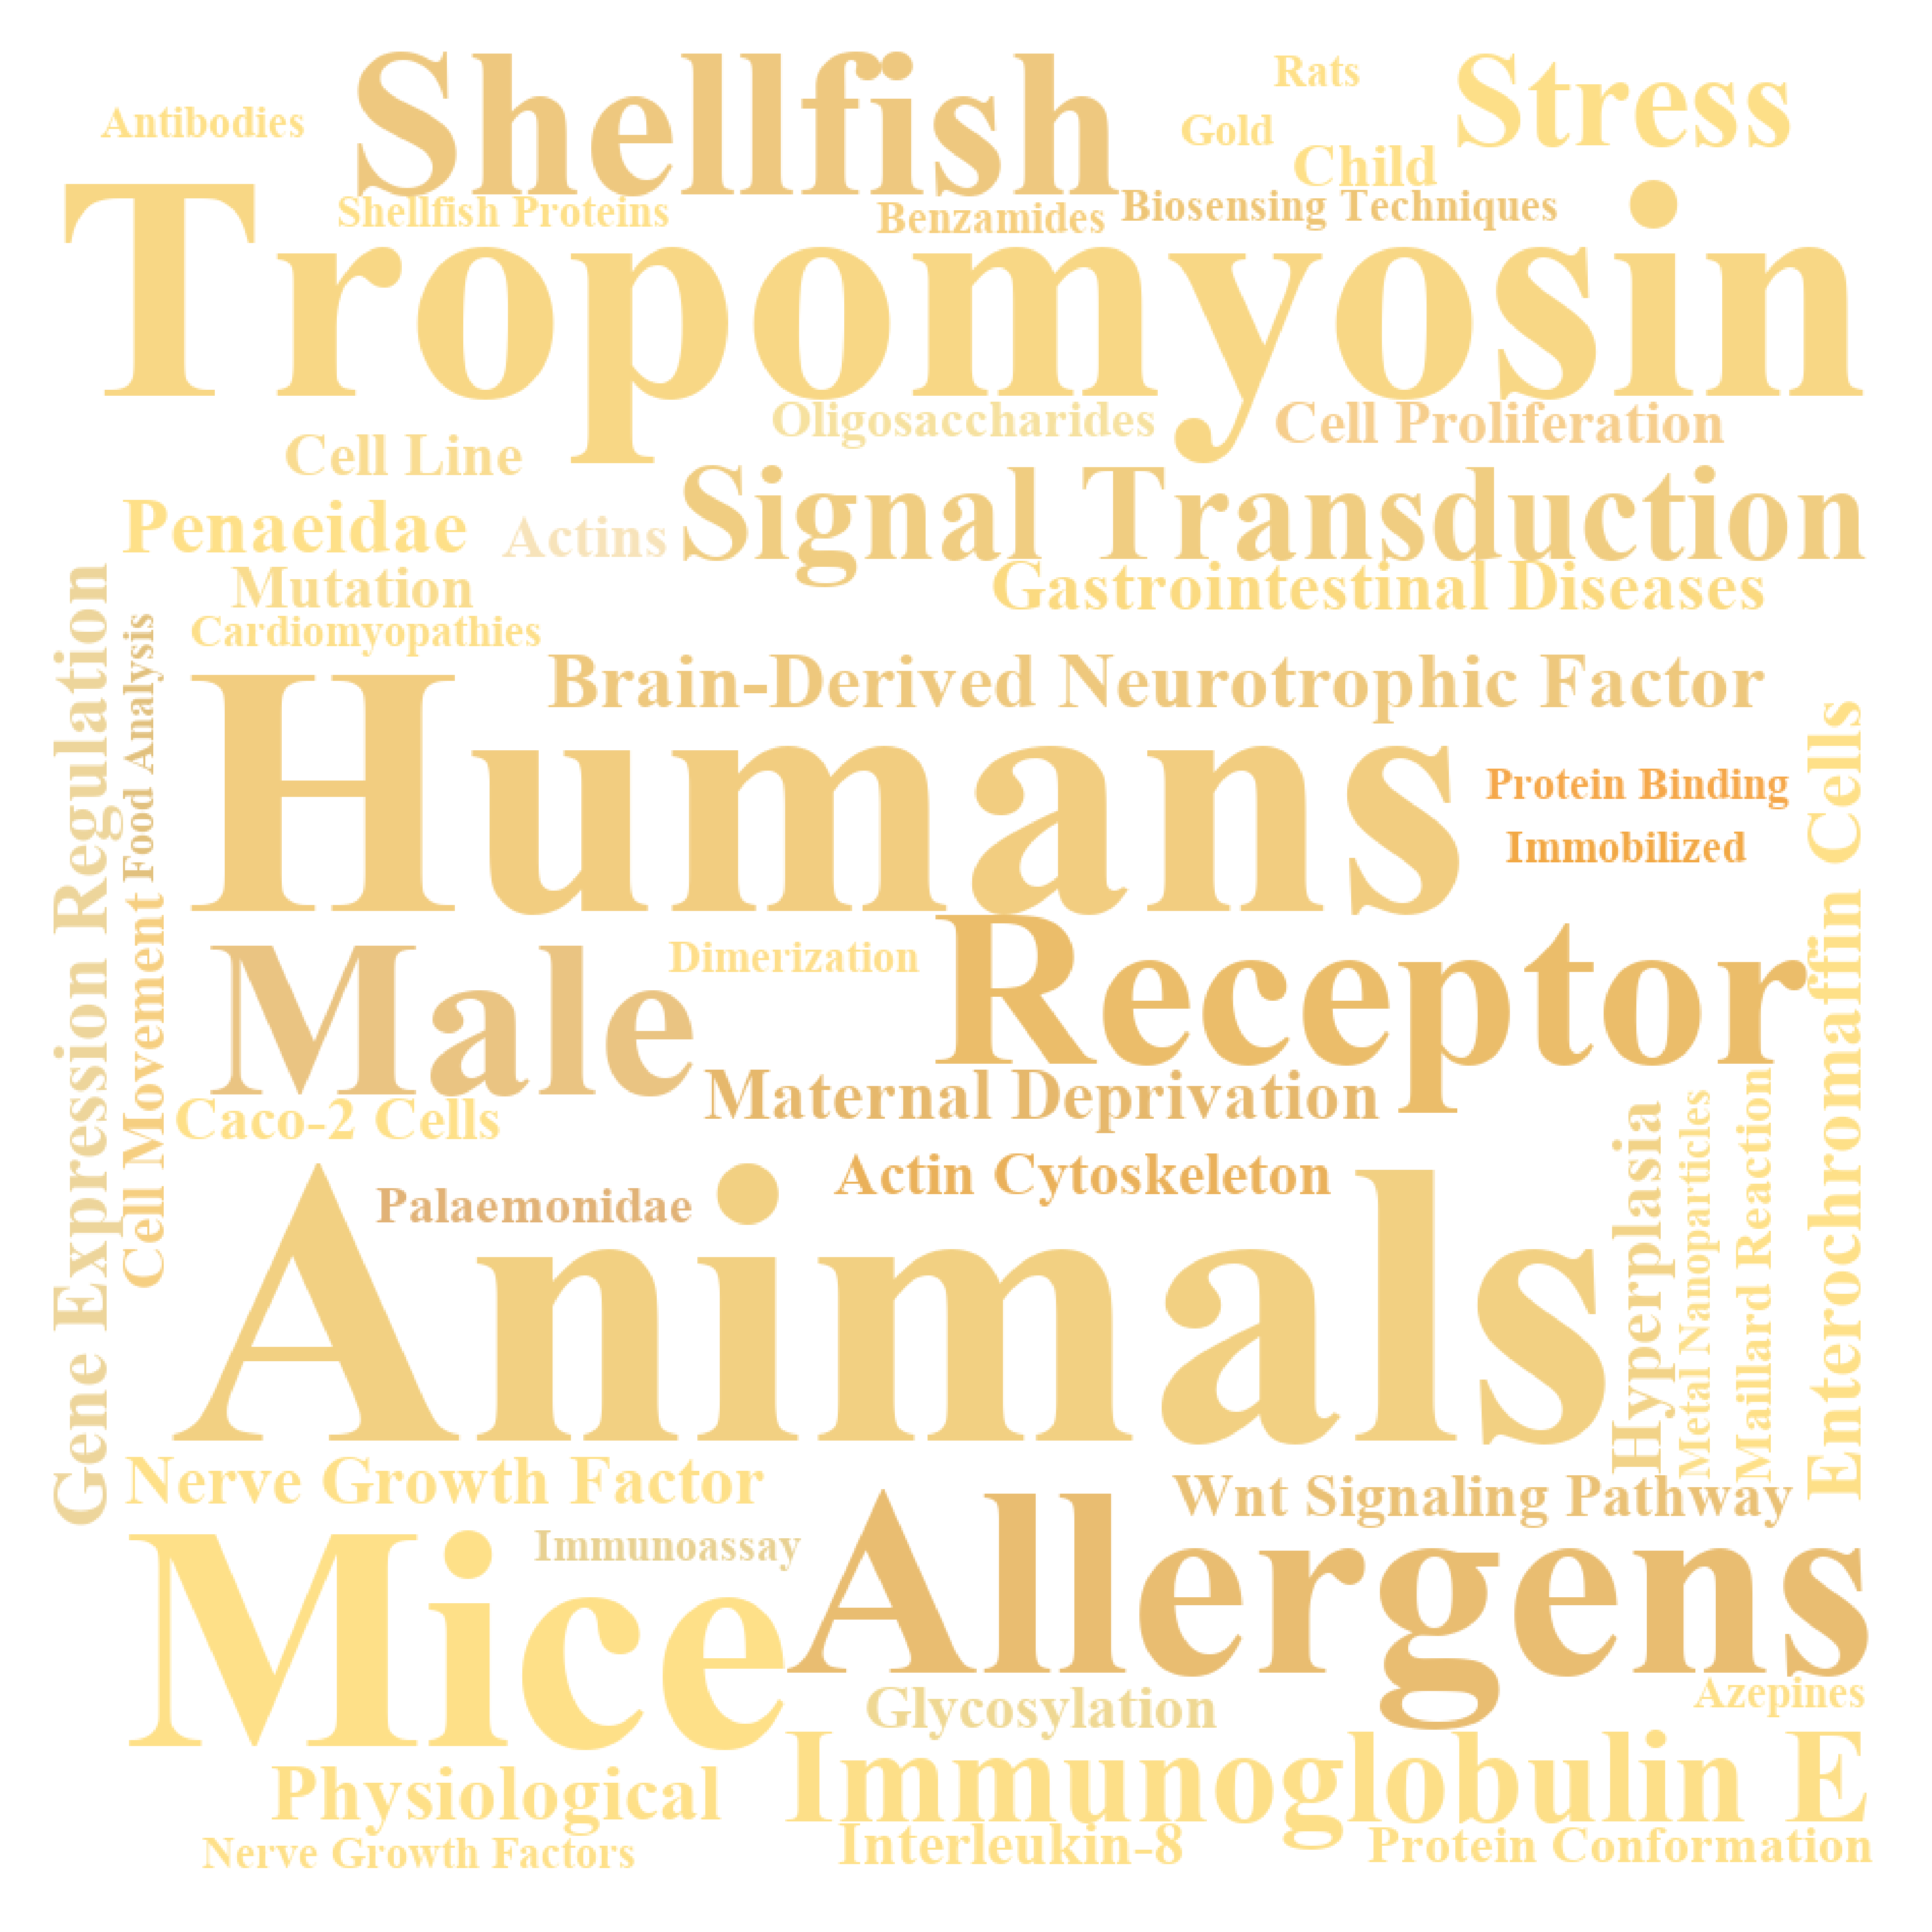 Shellfish
Rats
Stress
Antibodies
Gold
Child
Shellfish Proteins
Benzamides
Biosensing Techniques
Tropomyosin
Oligosaccharides
Cell Proliferation
Cell Line
Signal Transduction
Penaeidae
Actins
Mutation
Gastrointestinal Diseases
Cardiomyopathies
Brain-Derived Neurotrophic Factor
Gene Expression Regulation
Food Analysis
Cell Movement
Humans
Protein Binding
Immobilized
Enterochromaffin Cells
Male
Dimerization
Receptor
Caco-2 Cells
Maternal Deprivation
Palaemonidae
Actin Cytoskeleton
Animals
Hyperplasia
Metal Nanoparticles
Maillard Reaction
Nerve Growth Factor
Wnt Signaling Pathway
Mice
Immunoassay
Allergens
Glycosylation
Azepines
Physiological
Immunoglobulin E
Nerve Growth Factors
Interleukin-8
Protein Conformation